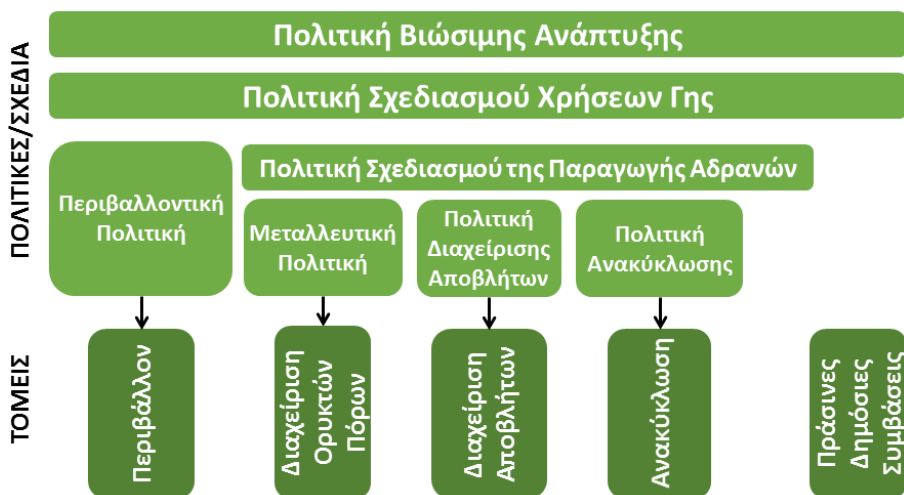 ΠΟΛΙΤΙΚΕΣ/ΣΧΕΔΙΑ
Πολιτική Βιώσιμης Ανάπτυξης
Πολιτική Σχεδιασμού Χρήσεων Γης
Πολιτική Σχεδιασμού της Παραγωγής Αδρανών
Περιβαλλοντική
Πολιτική
Μεταλλευτική
Πολιτική
Πολιτική
Διαχείρισης
Αποβλήτων
Πολιτική
Ανακύκλωσης
ΤΟΜΕΙΣ
Περιβάλλον
Διαχείριση
Ορυκτών
Πόρων
Διαχείριση
Αποβλήτων
Ανακύκλωση
Πράσινες
Δημόσιες
Συμβάσεις